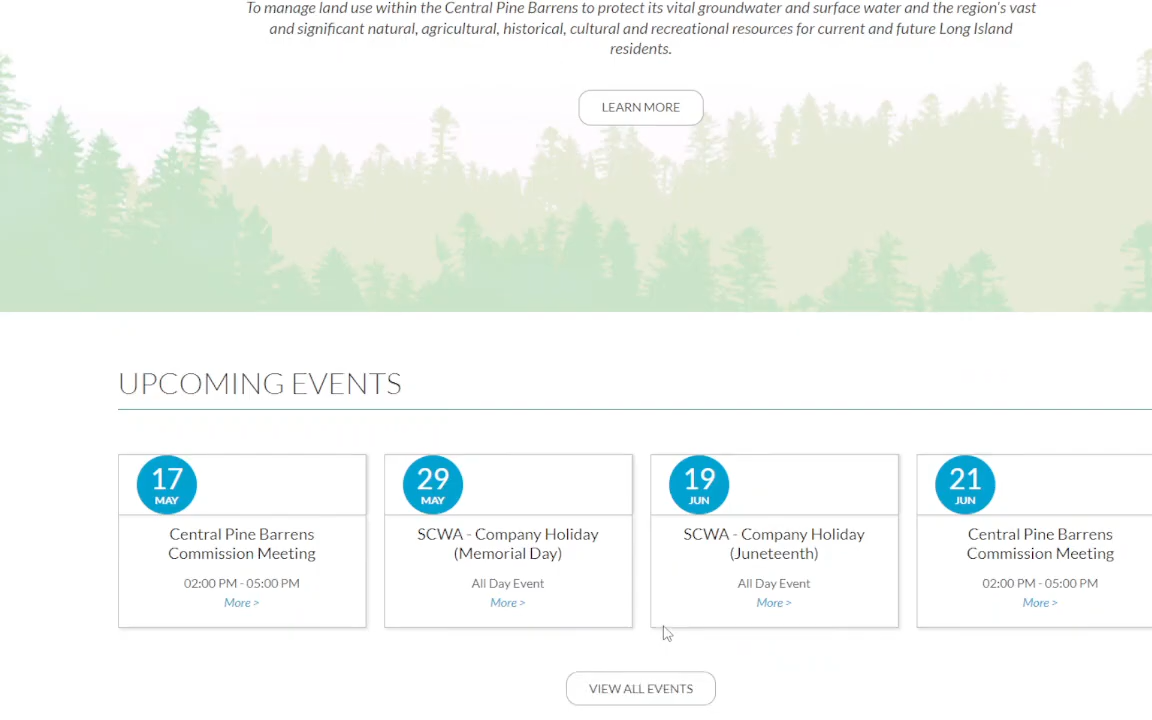 To manage land use within the Central Pine Barrens to protect its vital groundwater and surface water and the region's vast
and significant natural, agricultural, historical, cultural and recreational resources for current and future Long Island
residents.
LEARN MORE
UPCOMING EVENTS
17
MAY
Central Pine Barrens
Commission Meeting
02:00 PM - 05:00 PM
More >
29
MAY
SCWA - Company Holiday
(Memorial Day)
All Day Event
More >
19
JUN
SCWA - Company Holiday
(Juneteenth)
All Day Event
More >
21
JUN
Central Pine Barrens
Commission Meeting
02:00 PM - 05:00 PM
More >
VIEW ALL EVENTS